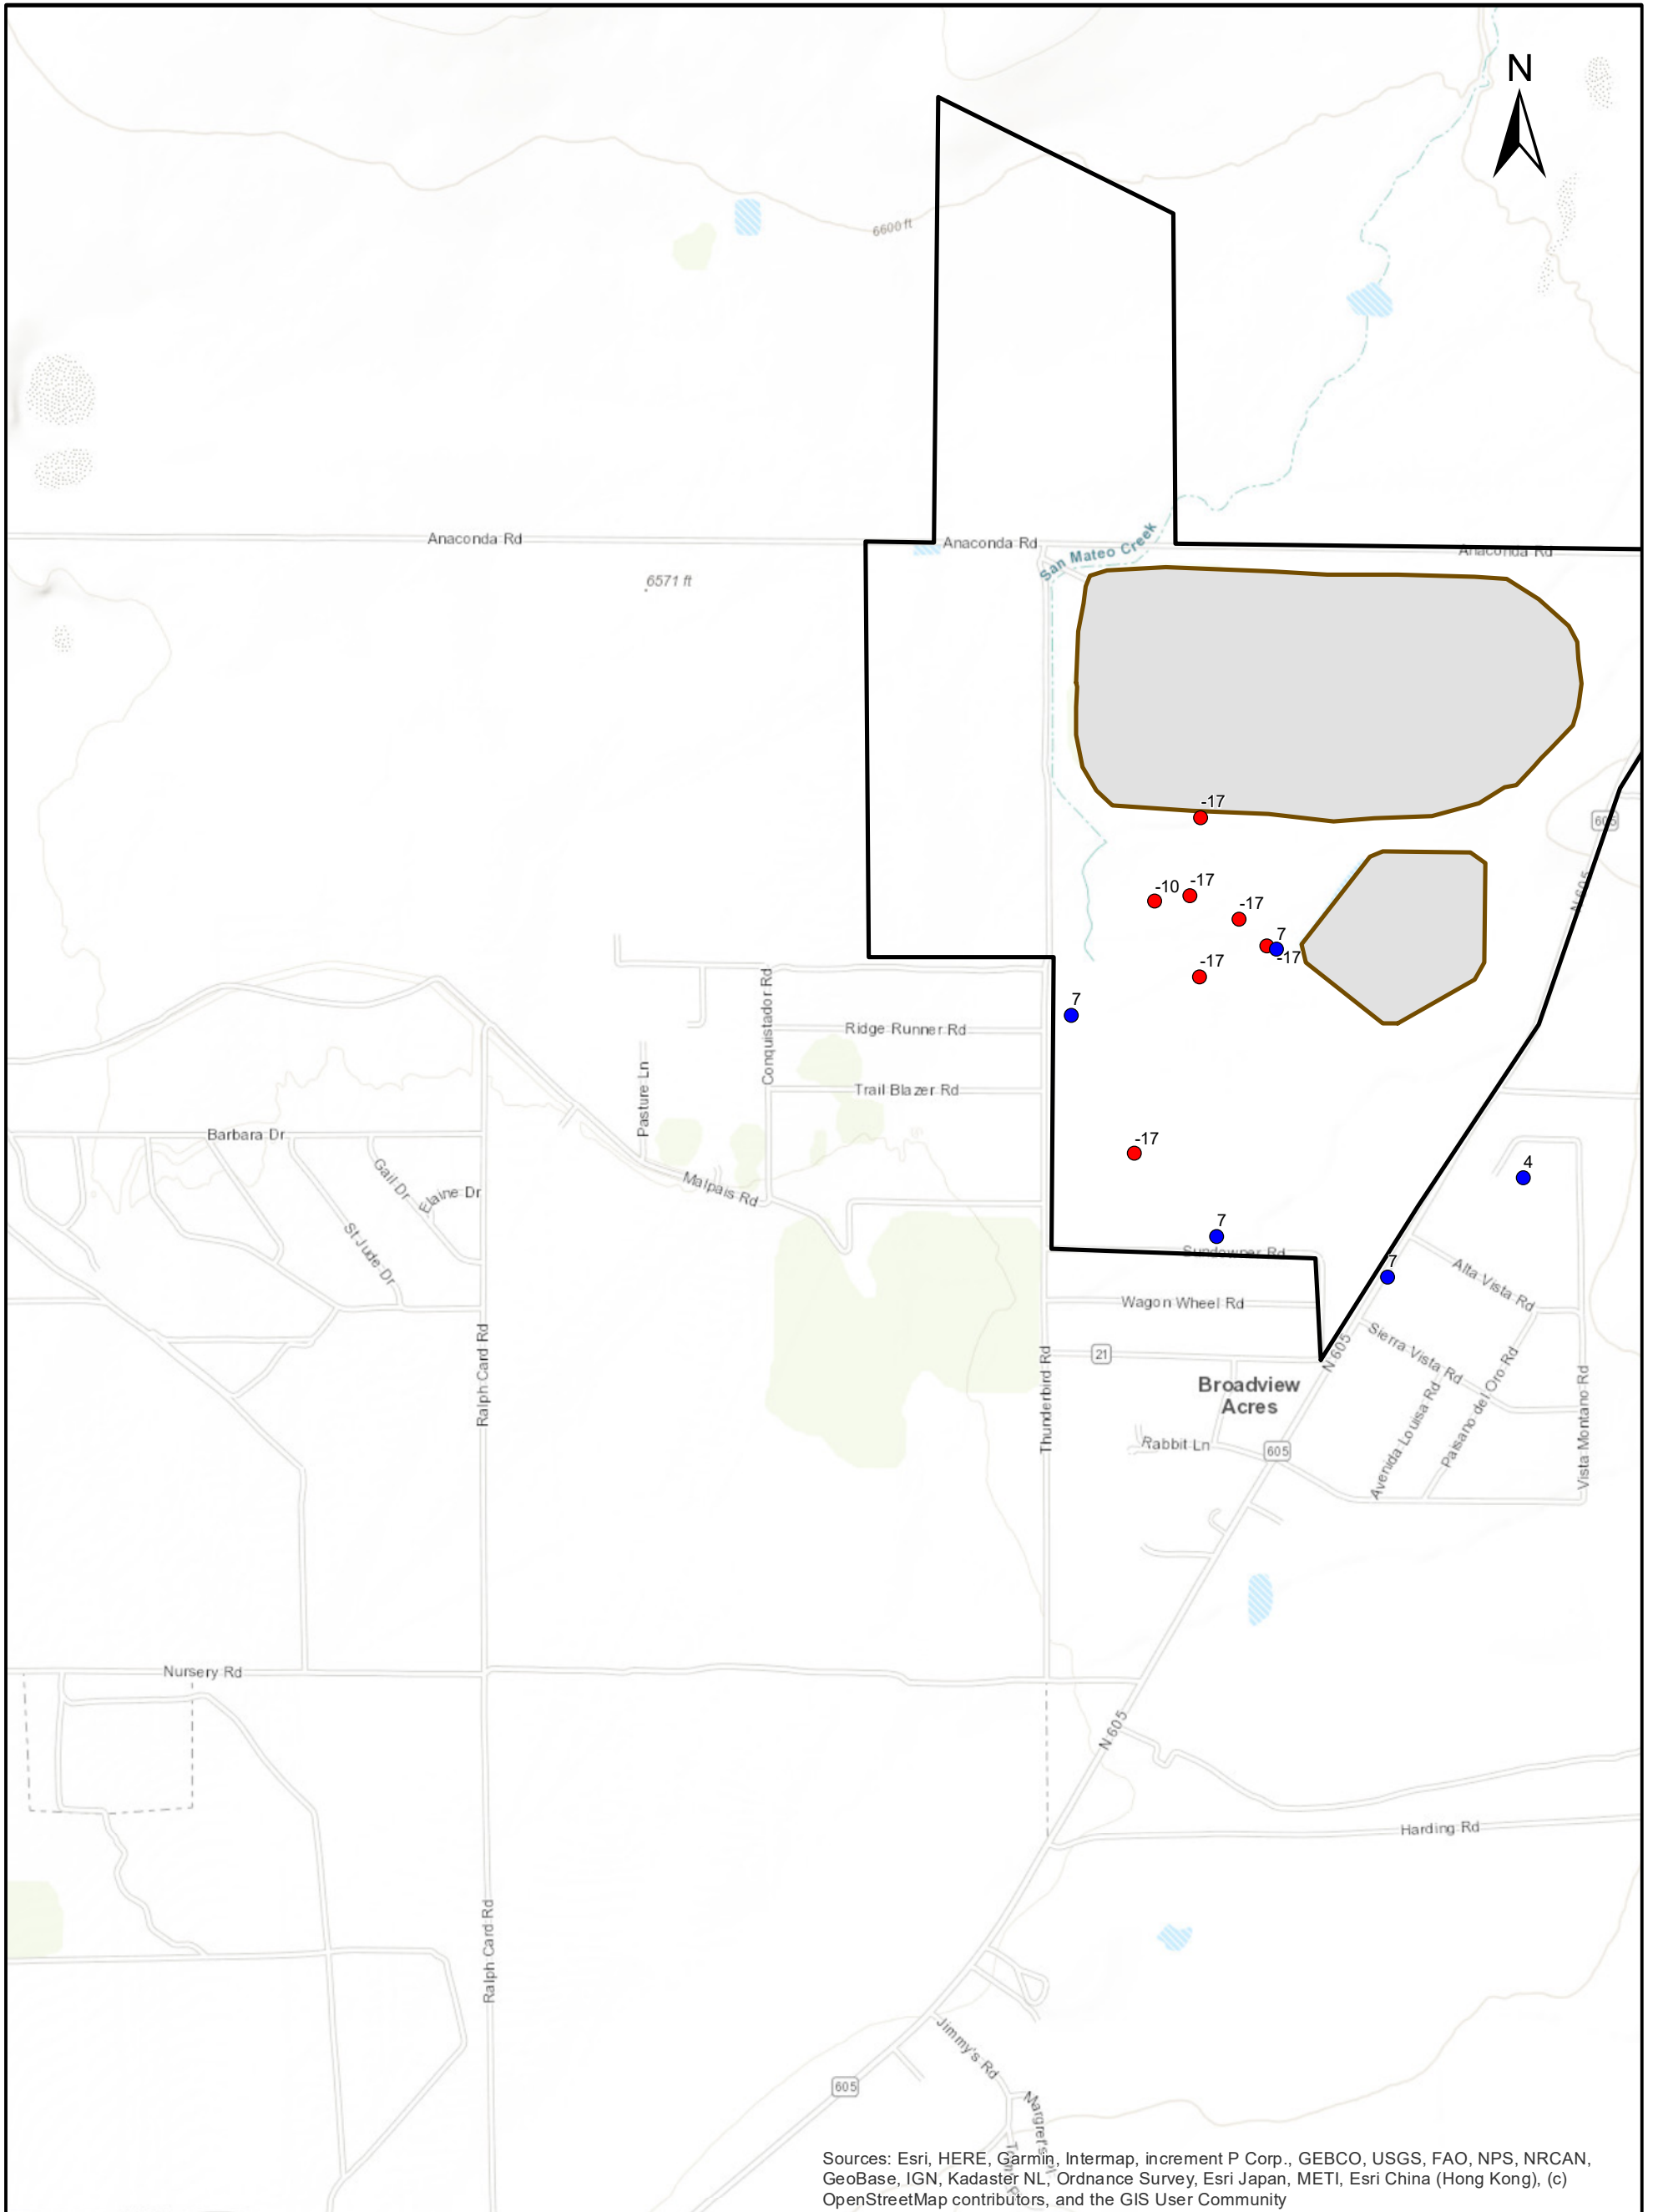 N
6600 ft
Anaconda Rd
Anaconda Rd
Anaconda Rd
San Mateo Creek
6571 ft
-17
605
-10
-17
-17
N 605
7
-17
-17
7
Conquistador Rd
Ridge Runner Rd
Pasture Ln
Trail Blazer Rd
Barbara Dr
-17
Gail Dr
Elaine Dr
Malpais Rd
4
St Jude Dr
7
Sundowner Rd
7
Alta Vista Rd
Wagon Wheel Rd
Sierra Vista Rd
N 605
21
Ralph Card Rd
Thunderbird Rd
Broadview
Acres
Avenida Louisa Rd
Paisano del Oro Rd
Vista Montano Rd
Rabbit Ln
605
Nursery Rd
N 605
Harding Rd
Ralph Card Rd
Jimmy's Rd
605
Sources: Esri, HERE, Garmin, Intermap, increment P Corp., GEBCO, USGS, FAO, NPS, NRCAN,
GeoBase, IGN, Kadaster NL, Ordnance Survey, Esri Japan, METI, Esri China (Hong Kong), (c)
OpenStreetMap contributors, and the GIS User Community